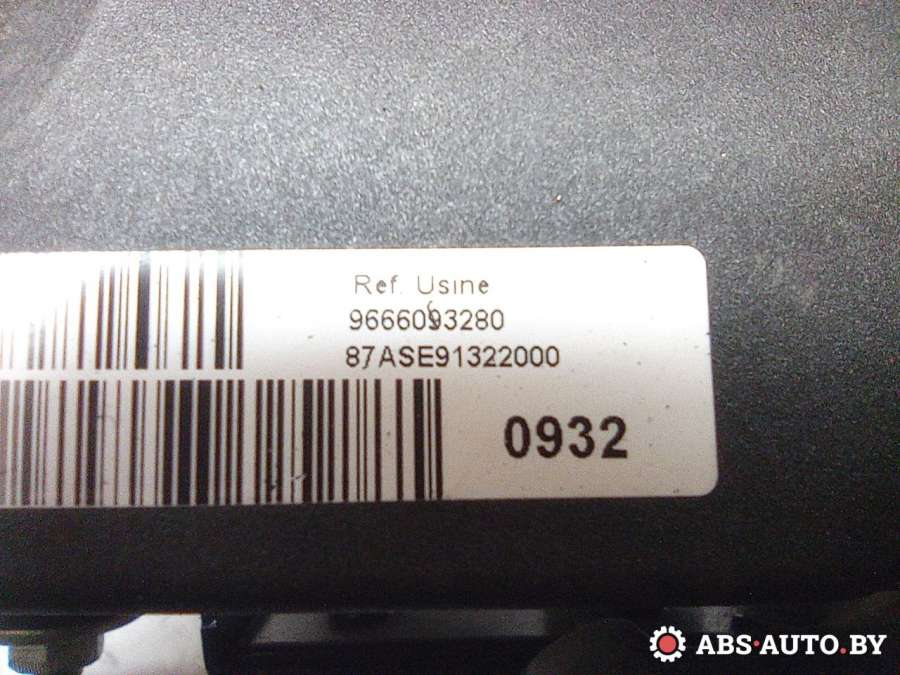 Ref. Usine
9666093280
87ASE91322000
0932
ABS-AUTO.BY